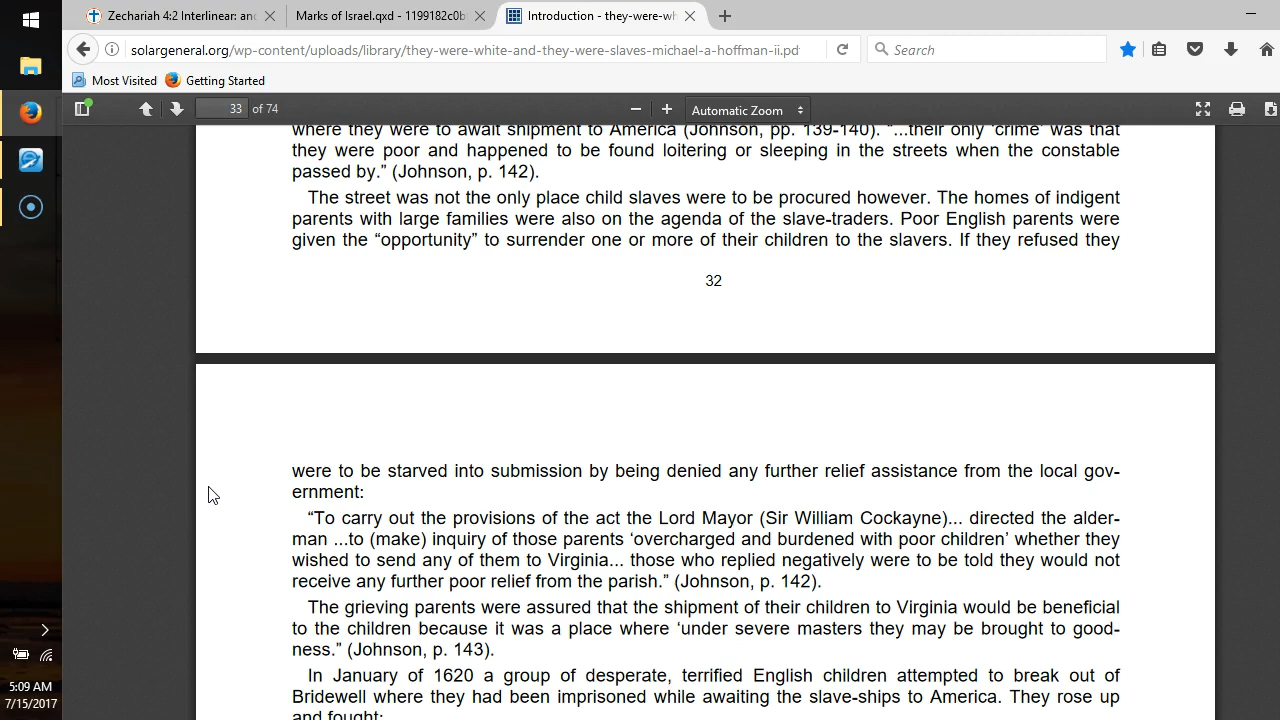 Zechariah 4:2 Interlinear: an
Marks of Israel.qxd - 1199182c0b
Introduction - they-were-wh
solargeneral.org/wp-content/uploads/library/they-were-white-and-they-were-slaves-michael-a-hoffman-ii.pd
Search
Most Visited
Getting Started
33 of 74
Automatic Zoom
where they were to await shipment to America (Johnson, pp. 139-140). “...their only ‘crime’ was that
they were poor and happened to be found loitering or sleeping in the streets when the constable
passed by.” (Johnson, p. 142).
The street was not the only place child slaves were to be procured however. The homes of indigent
parents with large families were also on the agenda of the slave-traders. Poor English parents were
given the “opportunity” to surrender one or more of their children to the slavers. If they refused they
32
were to be starved into submission by being denied any further relief assistance from the local gov-
ernment:
“To carry out the provisions of the act the Lord Mayor (Sir William Cockayne)... directed the alder-
man ...to (make) inquiry of those parents ‘overcharged and burdened with poor children’ whether they
wished to send any of them to Virginia... those who replied negatively were to be told they would not
receive any further poor relief from the parish.” (Johnson, p. 142).
The grieving parents were assured that the shipment of their children to Virginia would be beneficial
to the children because it was a place where ‘under severe masters they may be brought to good-
ness.” (Johnson, p. 143).
In January of 1620 a group of desperate, terrified English children attempted to break out of
Bridewell where they had been imprisoned while awaiting the slave-ships to America. They rose up
and fought:
5:09 AM
7/15/2017